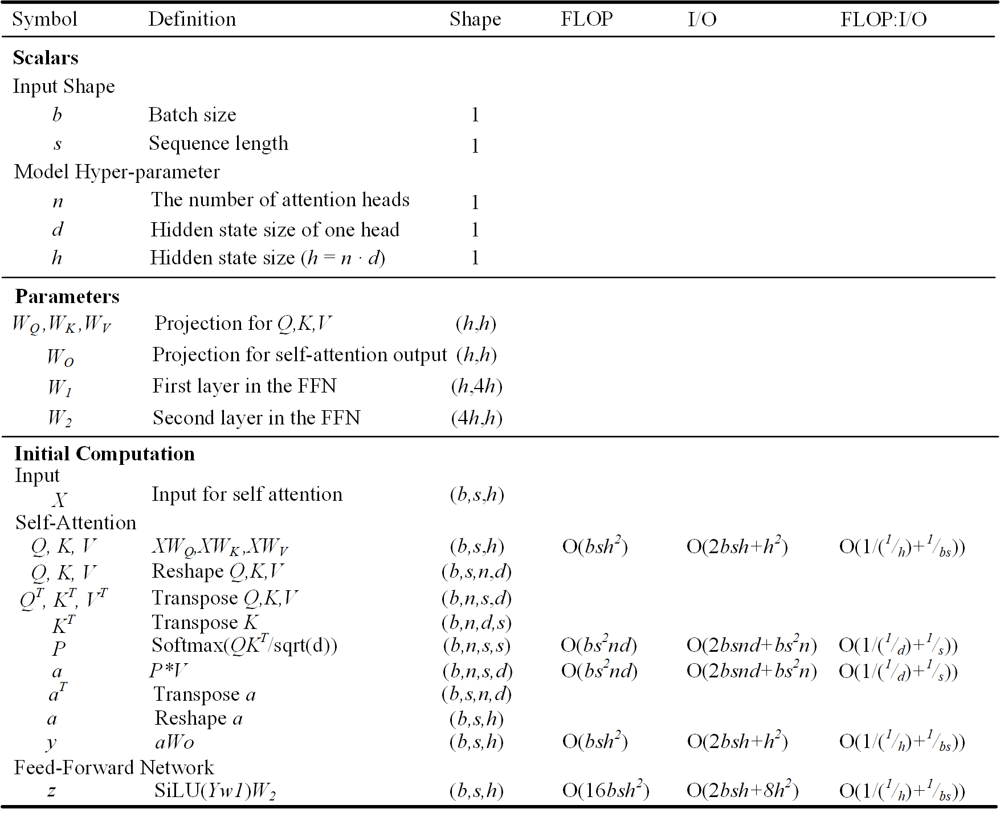 Symbol Definition Shape FLOP I/O FLOP:I/O
Scalars
Input Shape
b Batch size 1
s Sequence length 1
Model Hyper-parameter
n The number of attention heads 1
d Hidden state size of one head 1
h Hidden state size (h = n · d) 1
Parameters
W_Q,W_K,W_V Projection for Q,K,V (h,h)
W_O Projection for self-attention output (h,h)
W_1 First layer in the FFN (h,4h)
W_2 Second layer in the FFN (4h,h)
Initial Computation
Input
X Input for self attention (b,s,h)
Self-Attention
Q, K, V XW_Q,XW_K,XW_V (b,s,h) O(bsh^2) O(2bsh+h^2) O(1/(^1/_h)+^1/_bs))
Q, K, V Reshape Q,K,V (b,s,n,d)
Q^T, K^T, V^T Transpose Q,K,V (b,n,s,d)
K^T Transpose K (b,n,d,s)
P Softmax(QK^T/sqrt(d)) (b,n,s,s) O(bs^2nd) O(2bsnd+bs^2n) O(1/(^1/_d)+^1/_s))
a P*V (b,n,s,d) O(bs^2nd) O(2bsnd+bs^2n) O(1/(^1/_d)+^1/_s))
a^T Transpose a (b,s,n,d)
a Reshape a (b,s,h)
y aWo (b,s,h) O(bsh^2) O(2bsh+h^2) O(1/(^1/_h)+^1/_bs))
Feed-Forward Network
z SiLU(Yw1)W_2 (b,s,h) O(16bsh^2) O(2bsh+8h^2) O(1/(^1/_h)+^1/_bs))